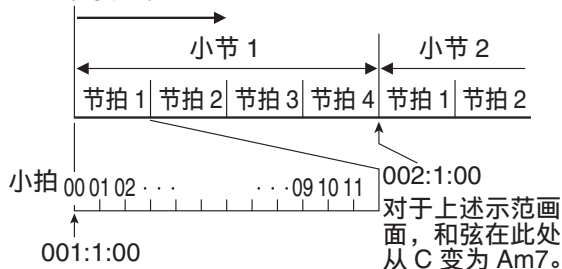 小节 1
小节 2
节拍 1 节拍 2 节拍 3 节拍 4 节拍 1 节拍 2
小拍 00 01 02 · · · · · · 09 10 11
002:1:00
对于上述示范画
面，和弦在此处
从 C 变为 Am7。
001:1:00